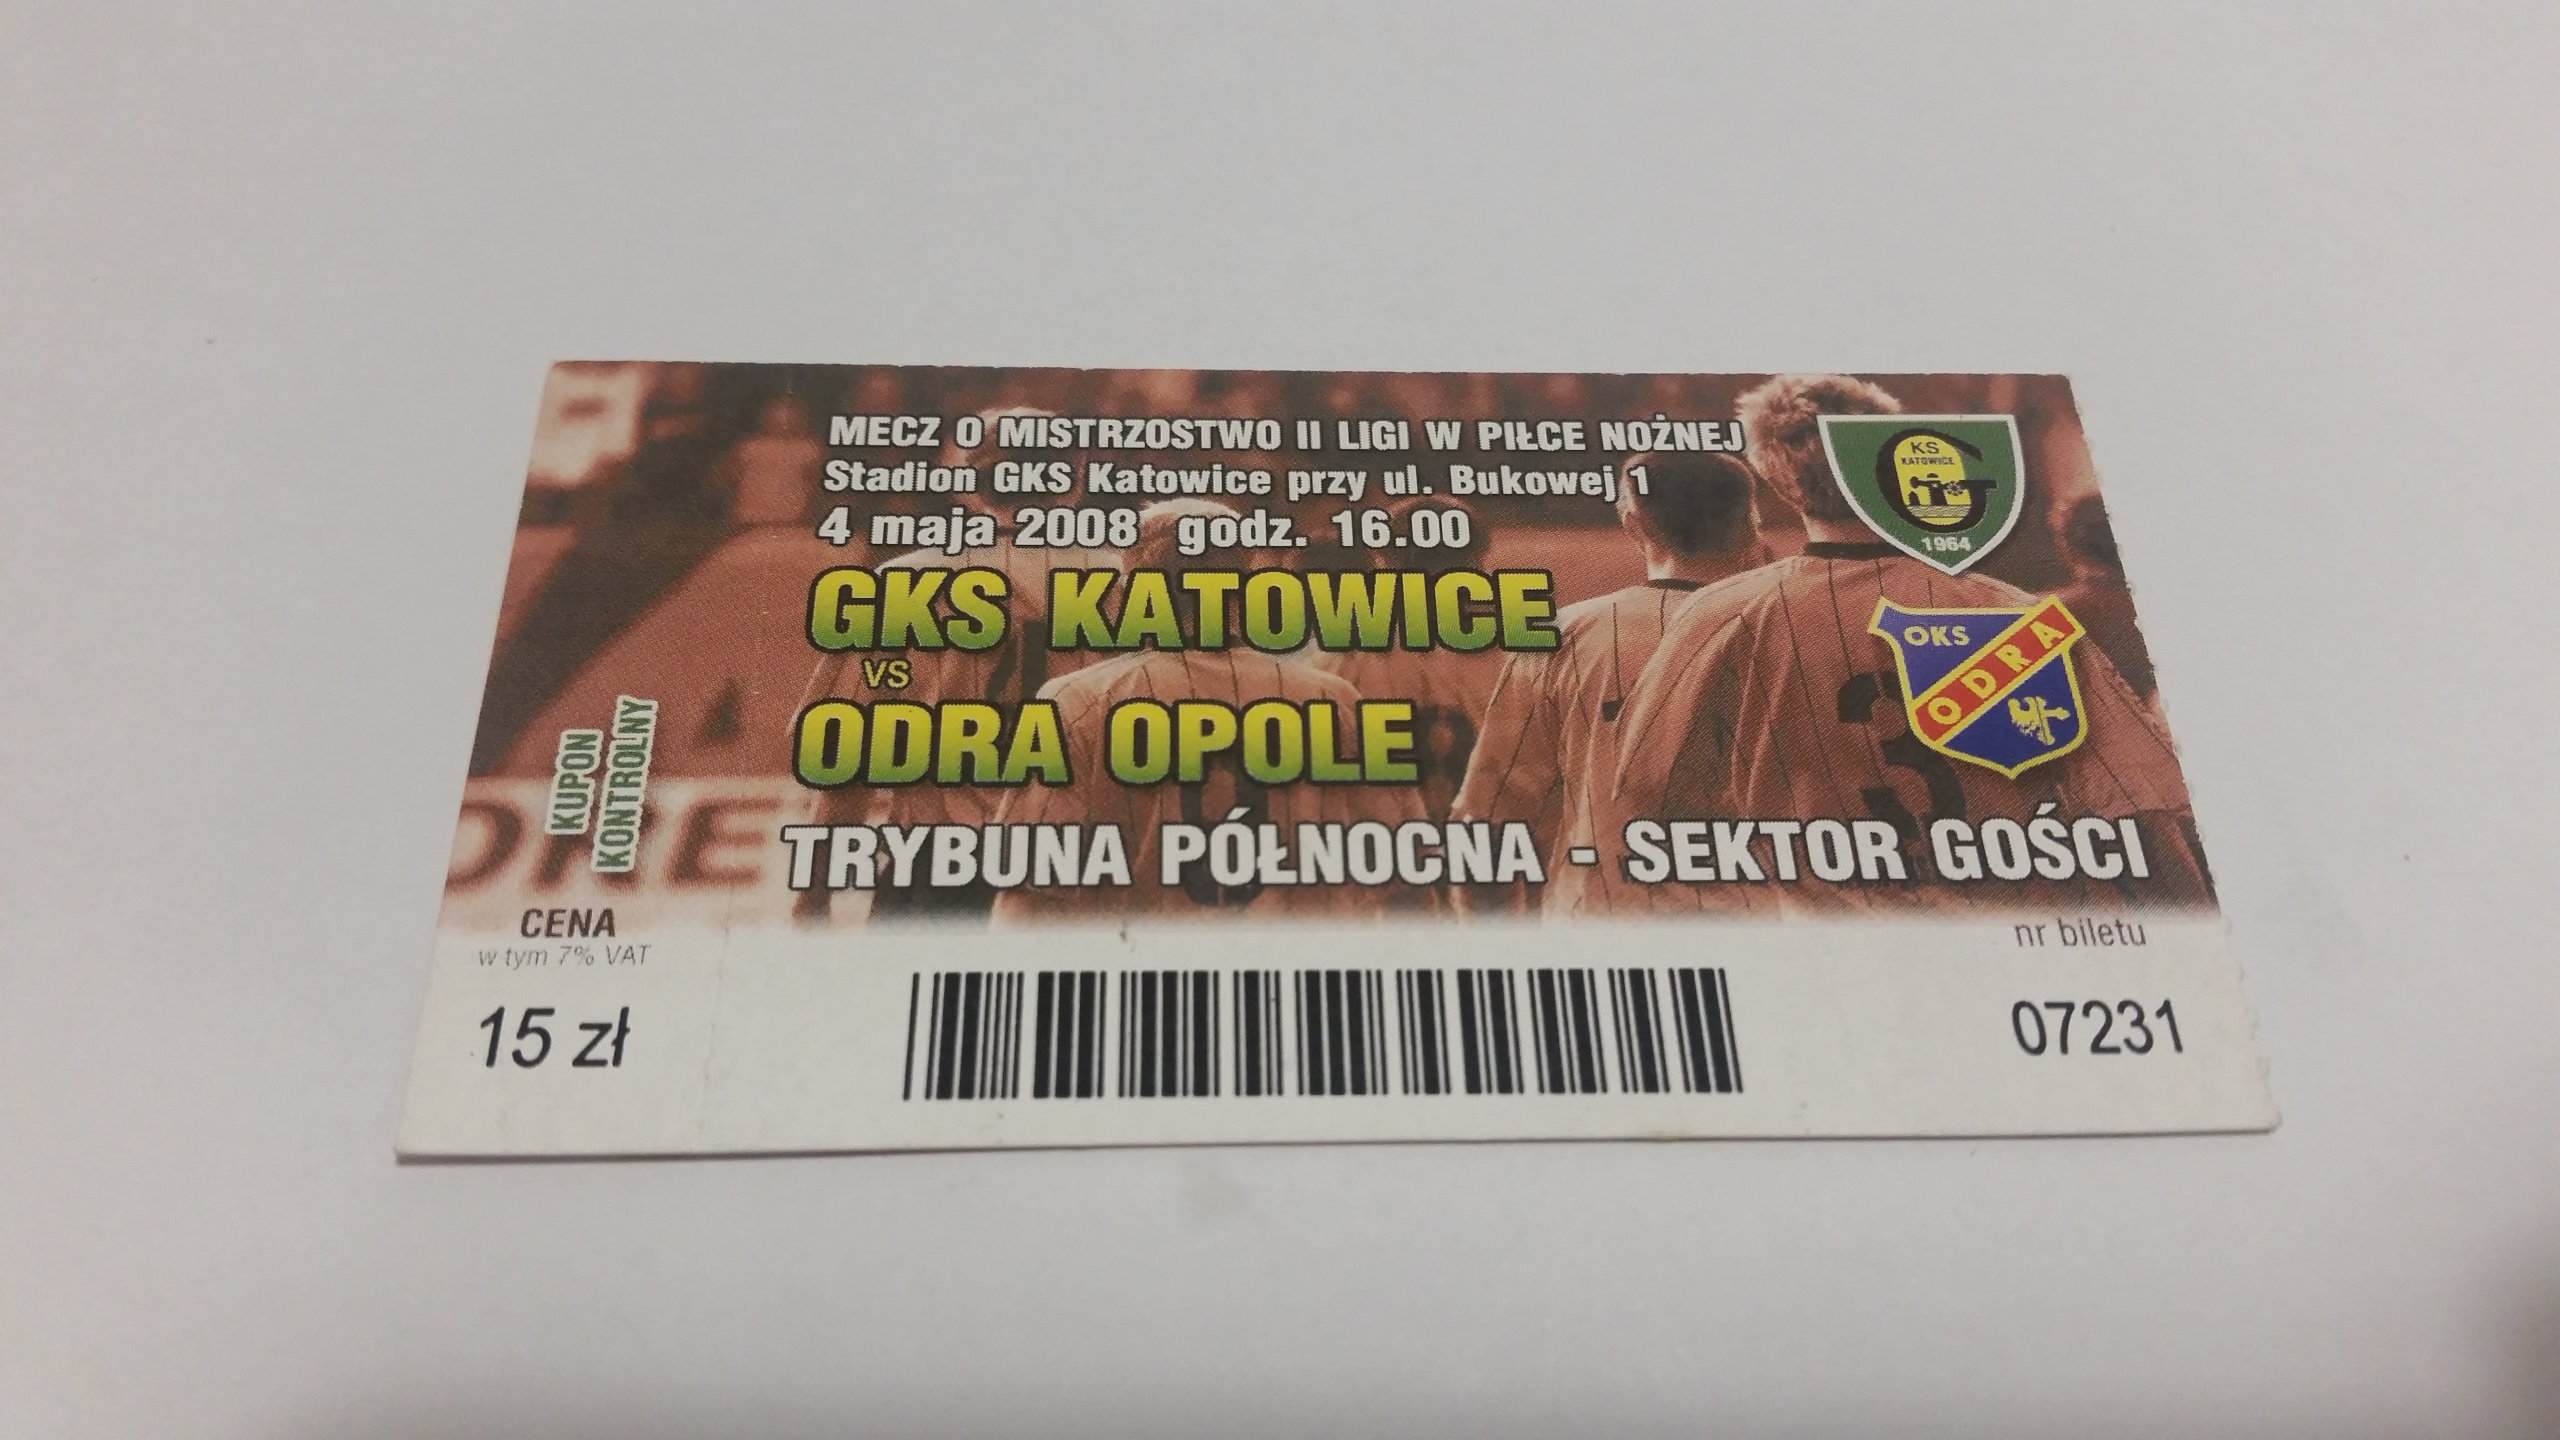 MECZ O MISTRZOSTWO II LIGI W PIŁCE NOŻNEJ
Stadion GKS Katowice przy ul. Bukowej 1
4 maja 2008 godz. 16.00
GKS KATOWICE
vs
ODRA OPOLE
TRYBUNA PÓŁNOCNA - SEKTOR GOŚCI
KS
KATOWICE
G
1964
OKS
ODRA
3
KUPON
KONTROLNY
CENA
w tym 7% VAT
15 zł
nr biletu
07231